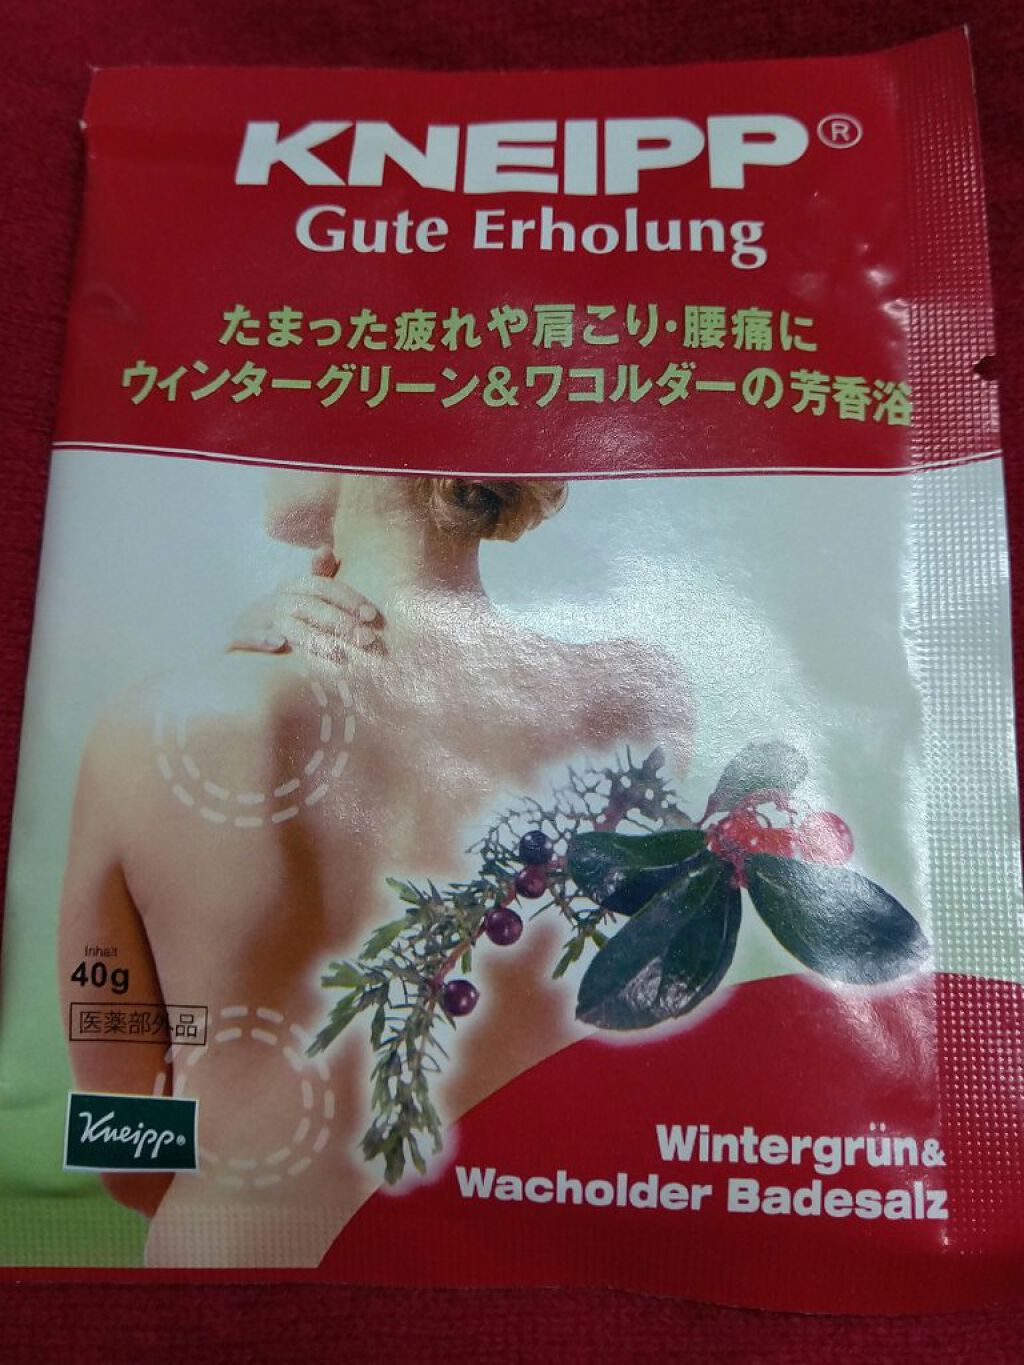 KNEIPP®
Gute Erholung
たまった疲れや肩こり・腰痛に
ウィンターグリーン&ワコルダーの芳香浴
Inhalt
40g
医薬部外品
Kneipp®
Wintergrün&
Wacholder Badesalz